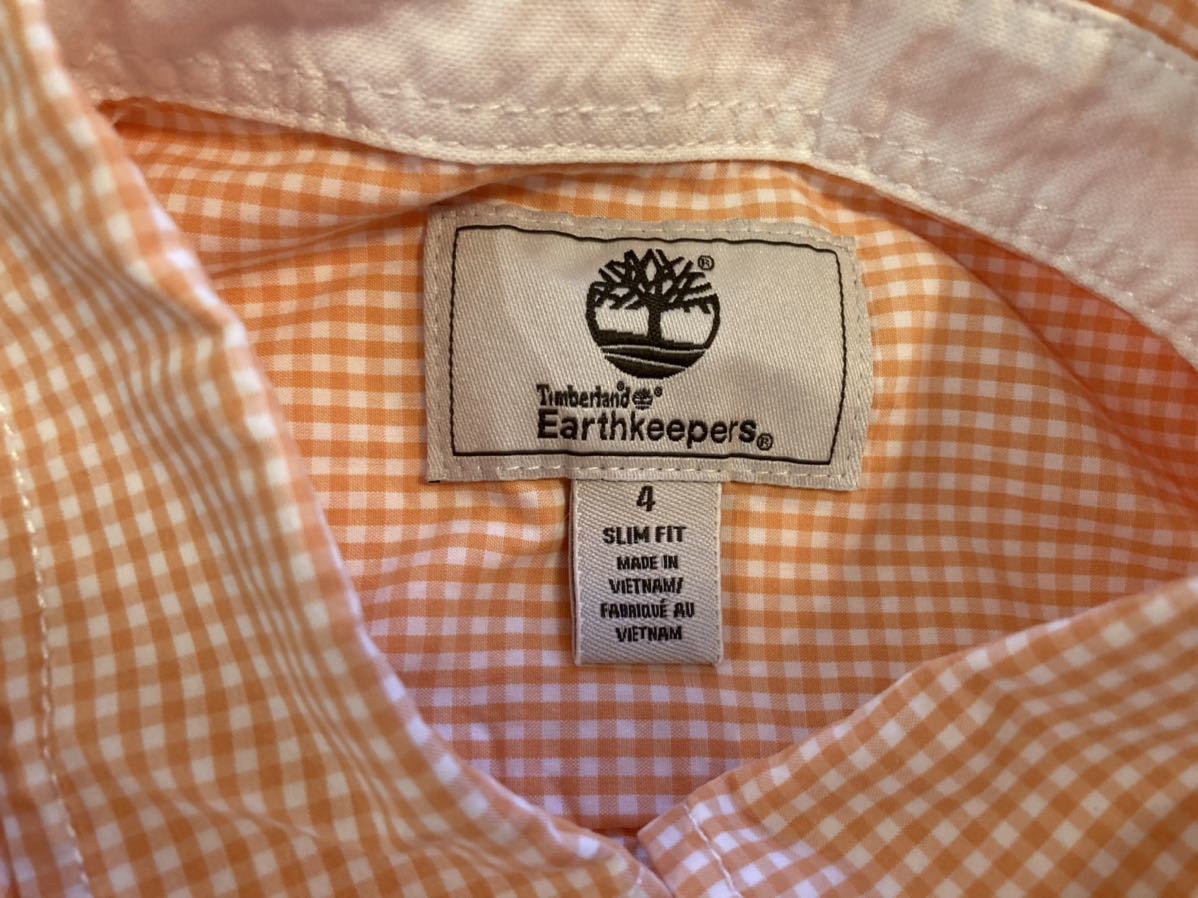 ®
Timberland®
Earthkeepers®
4
SLIM FIT
MADE IN
VIETNAM/
FABRIQUÉ AU
VIETNAM